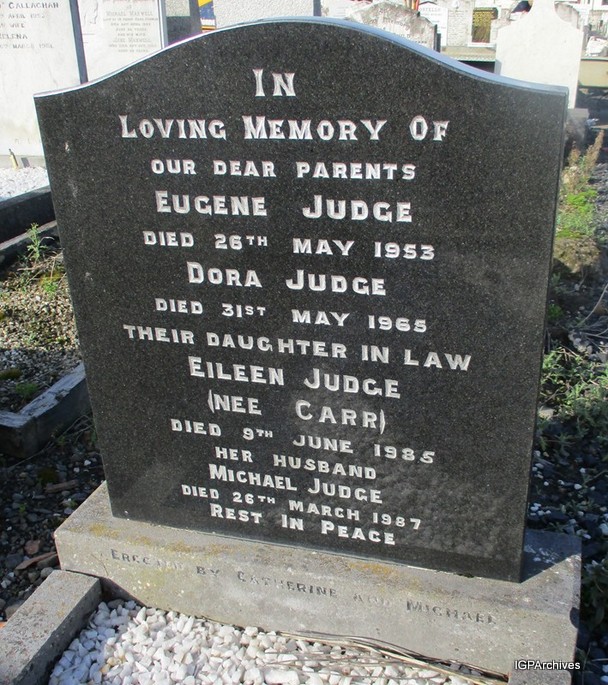 IN
LOVING MEMORY OF
OUR DEAR PARENTS
EUGENE JUDGE
DIED 26TH MAY 1953
DORA JUDGE
DIED 31ST MAY 1965
THEIR DAUGHTER IN LAW
EILEEN JUDGE
(NEE CARR)
DIED 9TH JUNE 1985
HER HUSBAND
MICHAEL JUDGE
DIED 26TH MARCH 1987
REST IN PEACE
ERECTED BY CATHERINE AND MICHAEL
IGPArchives